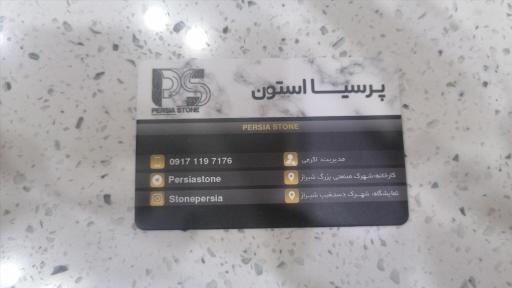 PS
PERSIA STONE
پرسیا استون
PERSIA STONE
0917 119 7176
Persiastone
Stonepersia
مدیریت: اکرمی
کارخانه:شهرک صنعتی بزرگ شیراز
نمایشگاه: شهرک دستغیب شیراز